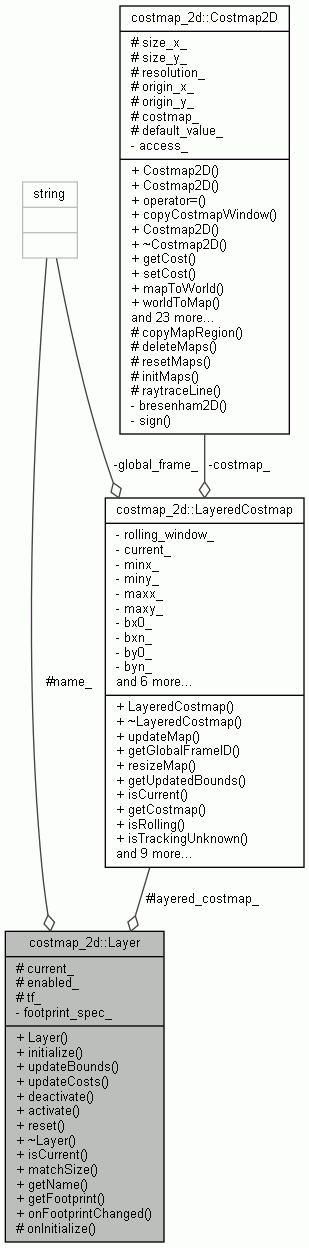 costmap_2d::Costmap2D
# size_x_
# size_y_
# resolution_
# origin_x_
# origin_y_
# costmap_
# default_value_
- access_
+ Costmap2D()
+ Costmap2D()
+ operator=()
+ copyCostmapWindow()
+ Costmap2D()
+ ~Costmap2D()
+ getCost()
+ setCost()
+ mapToWorld()
+ worldToMap()
and 23 more...
# copyMapRegion()
# deleteMaps()
# resetMaps()
# initMaps()
# raytraceLine()
- bresenham2D()
- sign()
string
-global_frame_
-costmap_
costmap_2d::LayeredCostmap
- rolling_window_
- current_
- minx_
- miny_
- maxx_
- maxy_
- bx0_
- bxn_
- by0_
- byn_
and 6 more...
+ LayeredCostmap()
+ ~LayeredCostmap()
+ updateMap()
+ getGlobalFrameID()
+ resizeMap()
+ getUpdatedBounds()
+ isCurrent()
+ getCostmap()
+ isRolling()
+ isTrackingUnknown()
and 9 more...
#name_
#layered_costmap_
costmap_2d::Layer
# current_
# enabled_
# tf_
- footprint_spec_
+ Layer()
+ initialize()
+ updateBounds()
+ updateCosts()
+ deactivate()
+ activate()
+ reset()
+ ~Layer()
+ isCurrent()
+ matchSize()
+ getName()
+ getFootprint()
+ onFootprintChanged()
# onInitialize()